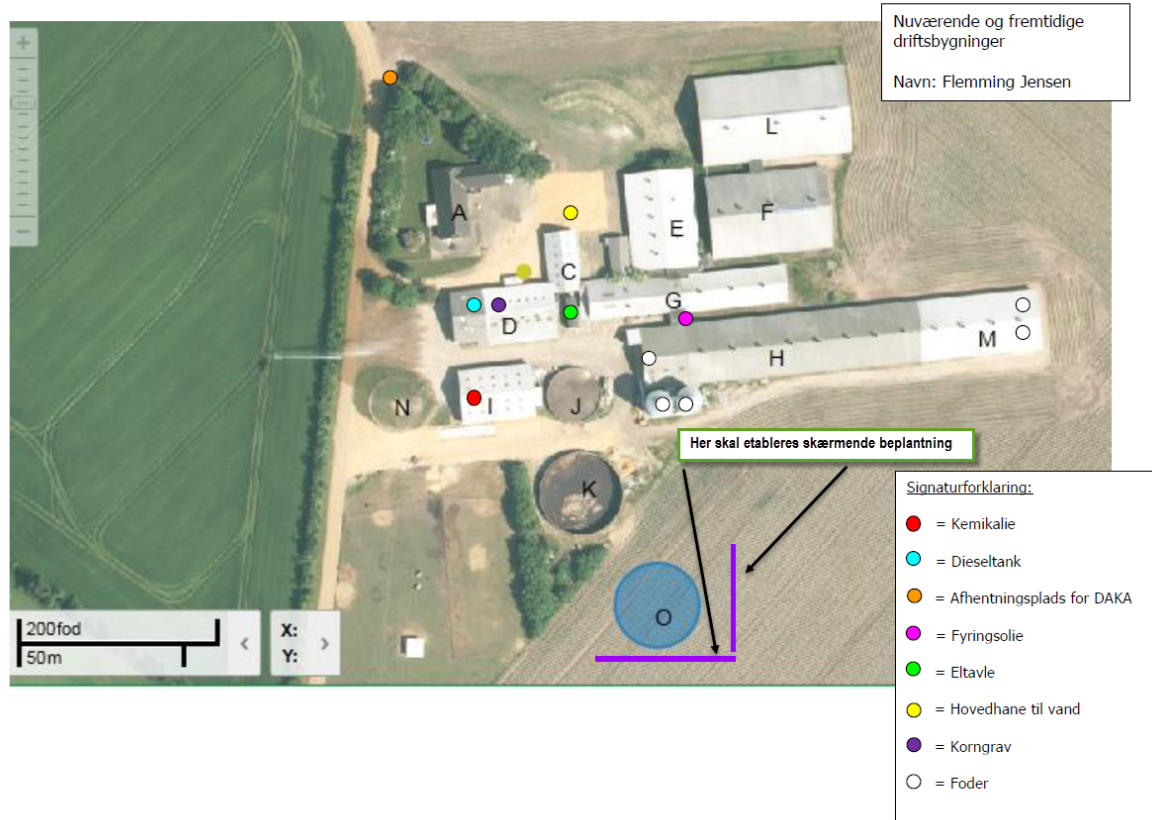 Nuværende og fremtidige
driftsbygninger
Navn: Flemming Jensen
L
A
E
F
C
G
D
M
H
N
I
J
Her skal etableres skærmende beplantning
K
O
Signaturforklaring:
= Kemikalie
= Dieseltank
= Afhentningsplads for DAKA
= Fyringsolie
= Eltavle
= Hovedhane til vand
= Korngrav
= Foder
200fod
50m
X:
Y: